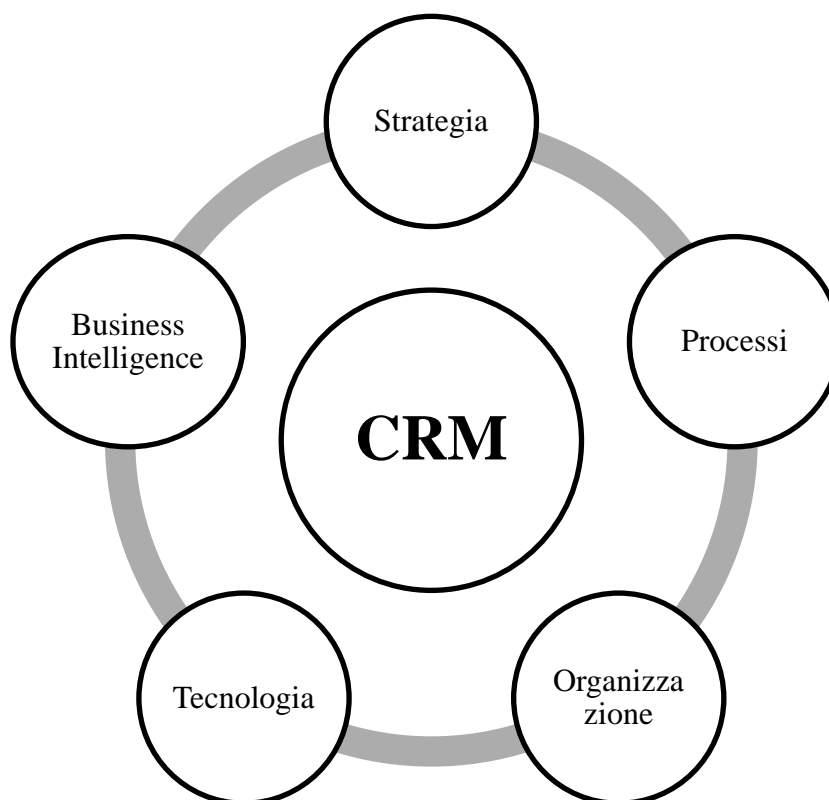 Strategia
Business
Intelligence
Processi
CRM
Tecnologia
Organizza
zione